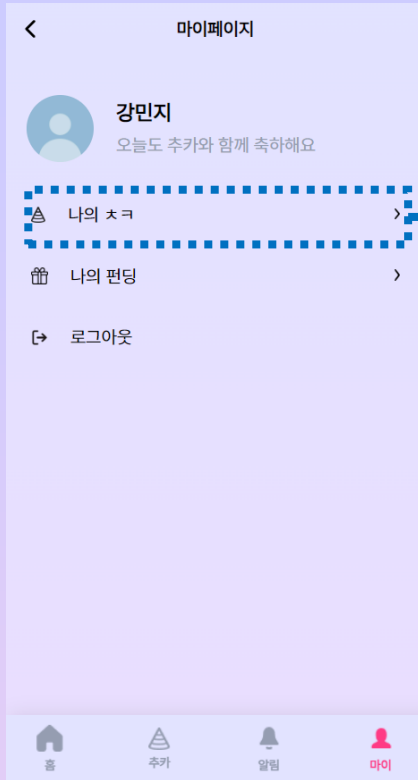 마이페이지
강민지
오늘도 추카와 함께 축하해요
나의 ㅊㅋ
나의 펀딩
로그아웃
홈 추카 알림 마이